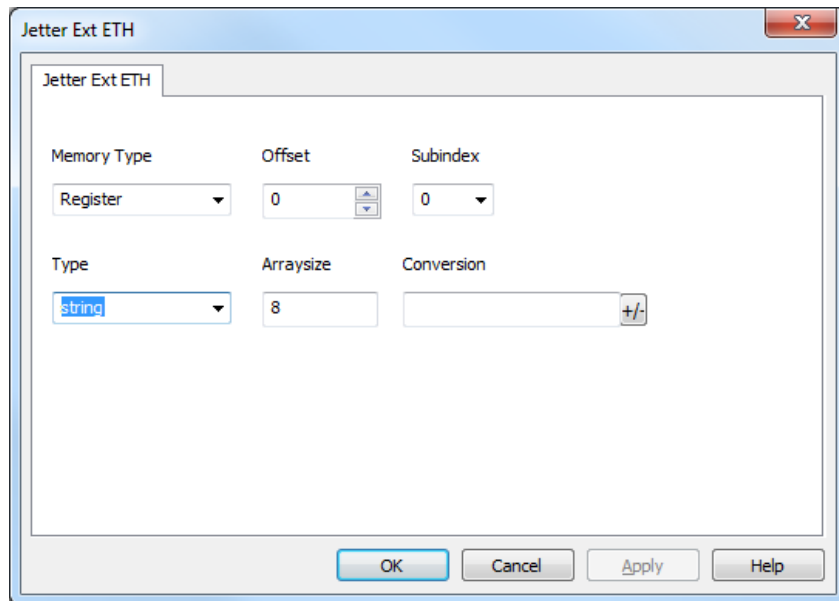 Jetter Ext ETH
Jetter Ext ETH
Memory Type Offset Subindex
Register 0 0
Type Arraysize Conversion
string 8 +/-
OK Cancel Apply Help